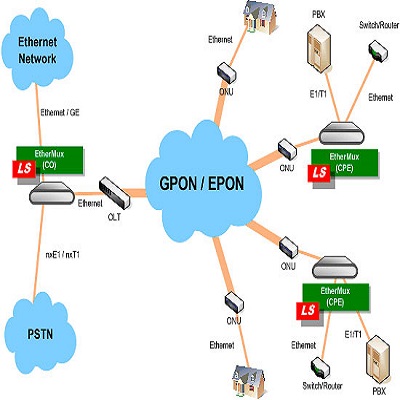 Ethernet
Network
Ethernet / GE
EtherMux
(CO)
LS
Ethernet
OLT
nxE1 / nxT1
PSTN
GPON / EPON
Ethernet
ONU
PBX
Switch/Router
E1/T1
Ethernet
ONU
EtherMux
(CPE)
LS
ONU
EtherMux
(CPE)
LS
ONU
Ethernet
Ethernet
E1/T1
Switch/Router
PBX